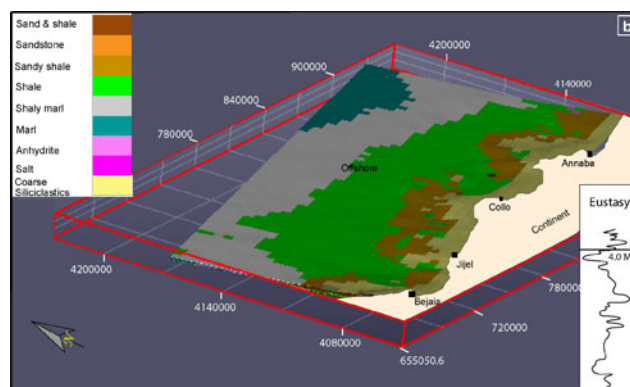 b
Sand & shale
Sandstone
Sandy shale
Shale
Shaly marl
Marl
Anhydrite
Salt
Coarse
Siliciclastics
4200000
900000
4140000
840000
780000
Offshore
Annaba
Collo
Continent
Jijel
Bejaia
Eustasy
4.0 M
4200000
4140000
4080000
655050.6
720000
780000